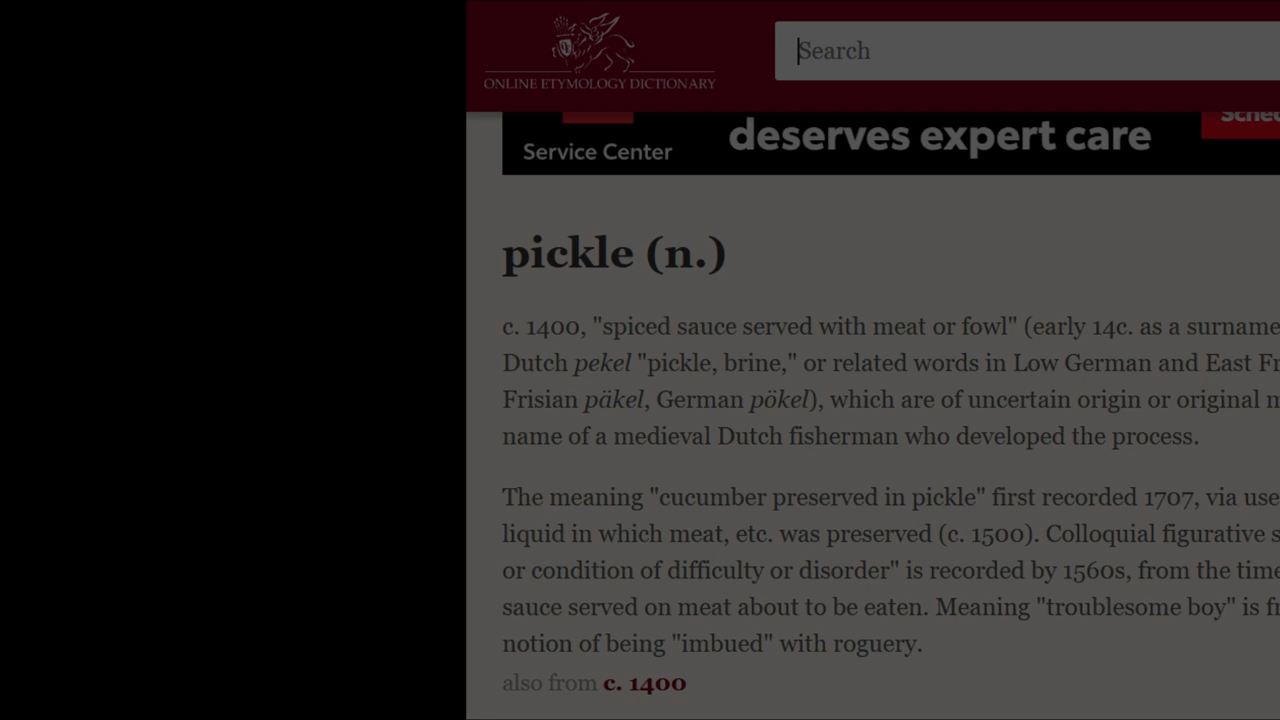 Search
ONLINE ETYMOLOGY DICTIONARY
deserves expert care
Service Center
pickle (n.)
c. 1400, "spiced sauce served with meat or fowl" (early 14c. as a surname
Dutch pekel "pickle, brine," or related words in Low German and East
Frisian päkel, German pökel), which are of uncertain origin or original
name of a medieval Dutch fisherman who developed the process.
The meaning "cucumber preserved in pickle" first recorded 1707, via use
liquid in which meat, etc. was preserved (c. 1500). Colloquial figurative
or condition of difficulty or disorder" is recorded by 1560s, from the time
sauce served on meat about to be eaten. Meaning "troublesome boy" is
notion of being "imbued" with roguery.
also from c. 1400